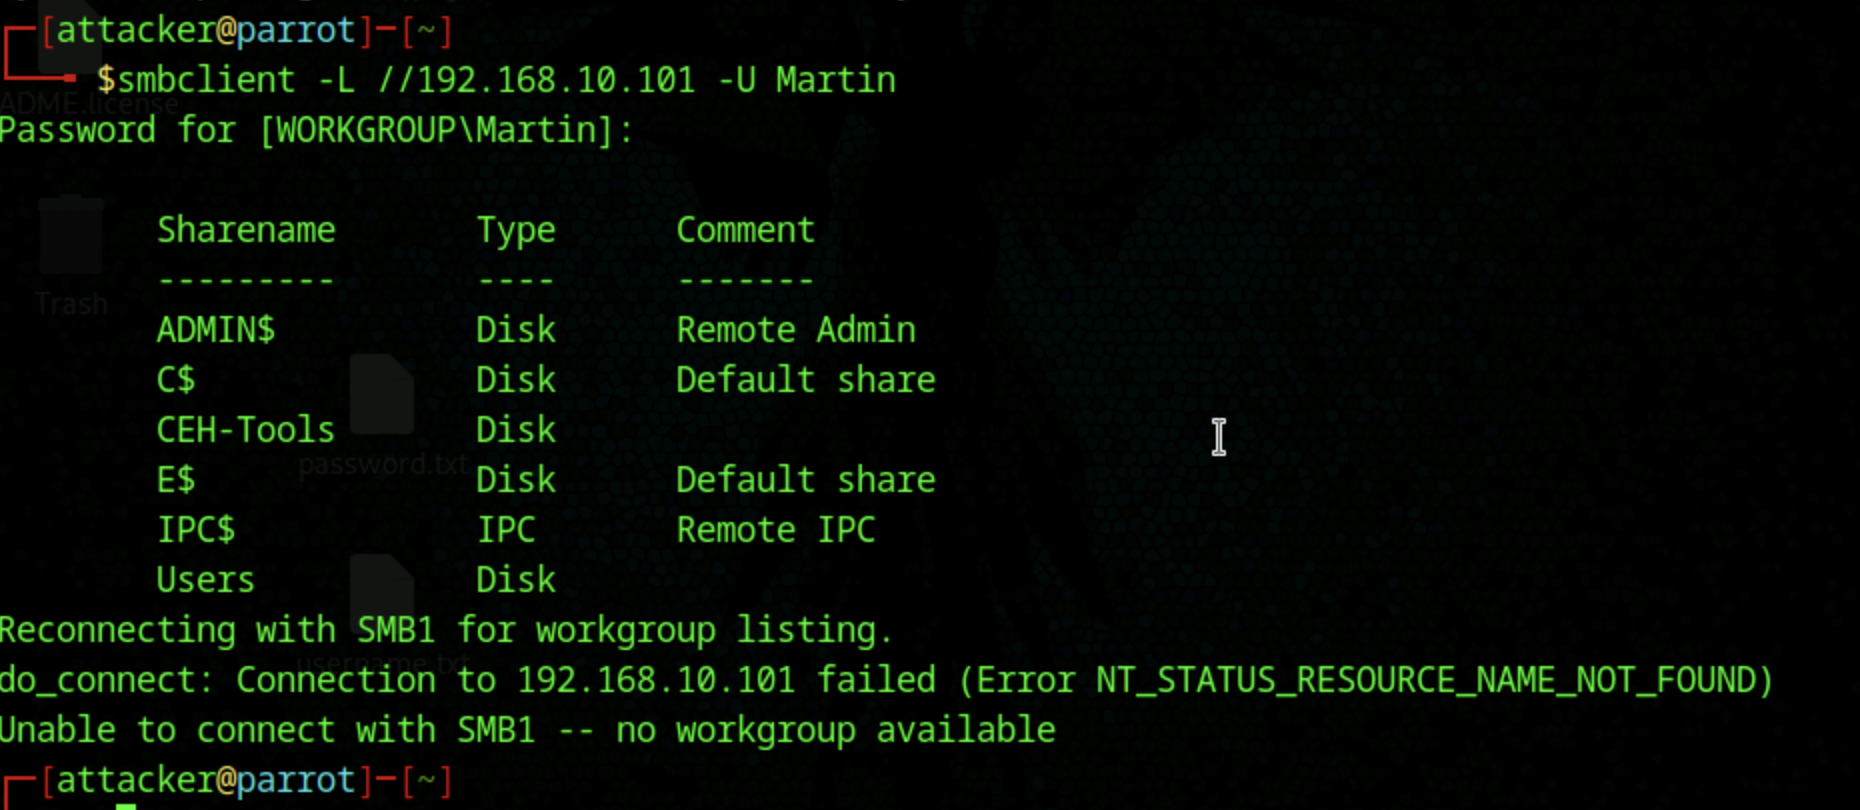 [attacker@parrot]-[~]
$smbclient -L //192.168.10.101 -U Martin
ADME.license
Password for [WORKGROUP\Martin]:
Sharename Type Comment
--------- ---- -------
Trash
ADMIN$ Disk Remote Admin
C$ Disk Default share
CEH-Tools Disk
password.txt
E$ Disk Default share
IPC$ IPC Remote IPC
Users Disk
Reconnecting with SMB1 for workgroup listing.
username.txt
do_connect: Connection to 192.168.10.101 failed (Error NT_STATUS_RESOURCE_NAME_NOT_FOUND)
Unable to connect with SMB1 -- no workgroup available
[attacker@parrot]-[~]